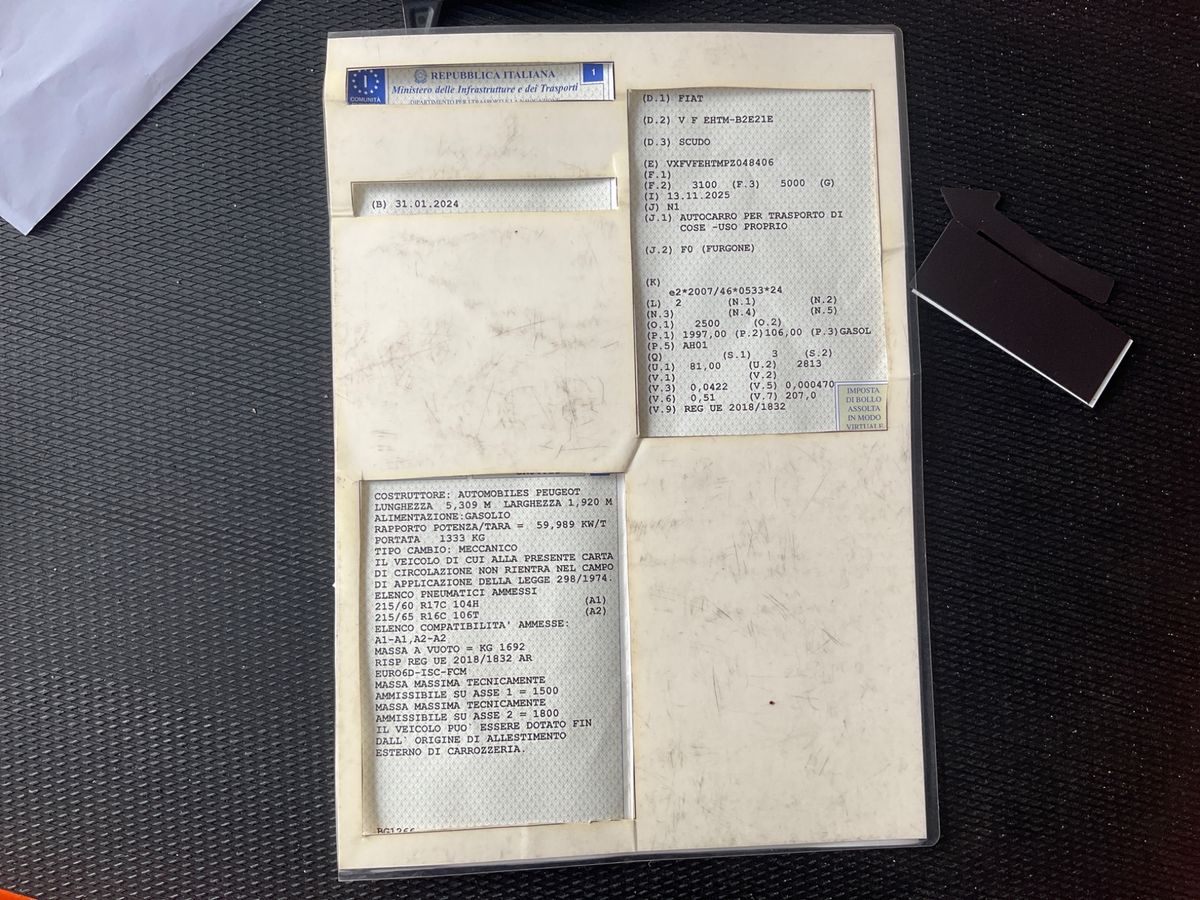 COMUNITÀ
REPUBBLICA ITALIANA
1
Ministero delle Infrastrutture e dei Trasporti
(B) 31.01.2024
(D.1) FIAT
(D.2) V F EHTM-B2E21E
(D.3) SCUDO
(E) VXFVFEHTMPZ048406
(F.1)
(F.2) 3100 (F.3) 5000 (G)
(I) 13.11.2025
(J) N1
(J.1) AUTOCARRO PER TRASPORTO DI
COSE -USO PROPRIO
(J.2) F0 (FURGONE)
(K)
e2*2007/46*0533*24
(L) 2 (N.1) (N.2)
(N.3) (N.4) (N.5)
(O.1) 2500 (O.2)
(P.1) 1997,00 (P.2)106,00 (P.3)GASOL
(P.5) AH01
(Q) (S.1) 3 (S.2)
(U.1) 81,00 (U.2) 2813
(V.1) (V.2)
(V.3) 0,0422 (V.5) 0,000470
(V.6) 0,51 (V.7) 207,0
(V.9) REG UE 2018/1832
IMPOSTA
DI BOLLO
ASSOLTA
IN MODO
VIRTUALE
COSTRUTTORE: AUTOMOBILES PEUGEOT
LUNGHEZZA 5,309 M LARGHEZZA 1,920 M
ALIMENTAZIONE:GASOLIO
RAPPORTO POTENZA/TARA = 59,989 KW/T
PORTATA 1333 KG
TIPO CAMBIO: MECCANICO
IL VEICOLO DI CUI ALLA PRESENTE CARTA
DI CIRCOLAZIONE NON RIENTRA NEL CAMPO
DI APPLICAZIONE DELLA LEGGE 298/1974.
ELENCO PNEUMATICI AMMESSI
215/60 R17C 104H (A1)
215/65 R16C 106T (A2)
ELENCO COMPATIBILITA' AMMESSE:
A1-A1,A2-A2
MASSA A VUOTO = KG 1692
RISP REG UE 2018/1832 AR
EURO6D-ISC-FCM
MASSA MASSIMA TECNICAMENTE
AMMISSIBILE SU ASSE 1 = 1500
MASSA MASSIMA TECNICAMENTE
AMMISSIBILE SU ASSE 2 = 1800
IL VEICOLO PUO` ESSERE DOTATO FIN
DALL` ORIGINE DI ALLESTIMENTO
ESTERNO DI CARROZZERIA.